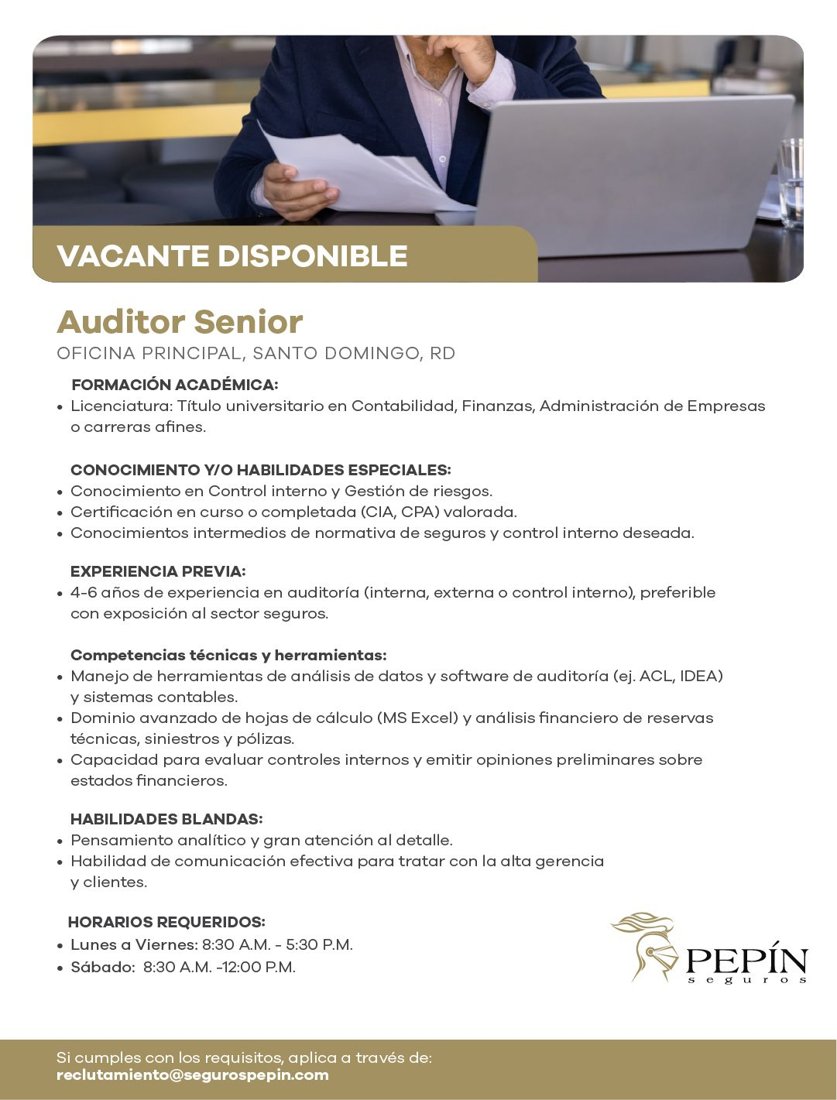 VACANTE DISPONIBLE
Auditor Senior
OFICINA PRINCIPAL, SANTO DOMINGO, RD
FORMACIÓN ACADÉMICA:
• Licenciatura: Título universitario en Contabilidad, Finanzas, Administración de Empresas
o carreras afines.
CONOCIMIENTO Y/O HABILIDADES ESPECIALES:
• Conocimiento en Control interno y Gestión de riesgos.
• Certificación en curso o completada (CIA, CPA) valorada.
• Conocimientos intermedios de normativa de seguros y control interno deseada.
EXPERIENCIA PREVIA:
• 4-6 años de experiencia en auditoría (interna, externa o control interno), preferible
con exposición al sector seguros.
Competencias técnicas y herramientas:
• Manejo de herramientas de análisis de datos y software de auditoría (ej. ACL, IDEA)
y sistemas contables.
• Dominio avanzado de hojas de cálculo (MS Excel) y análisis financiero de reservas
técnicas, siniestros y pólizas.
• Capacidad para evaluar controles internos y emitir opiniones preliminares sobre
estados financieros.
HABILIDADES BLANDAS:
• Pensamiento analítico y gran atención al detalle.
• Habilidad de comunicación efectiva para tratar con la alta gerencia
y clientes.
HORARIOS REQUERIDOS:
• Lunes a Viernes: 8:30 A.M. - 5:30 P.M.
• Sábado: 8:30 A.M. -12:00 P.M.
PEPÍN
seguros
Si cumples con los requisitos, aplica a través de:
reclutamiento@segurospepin.com